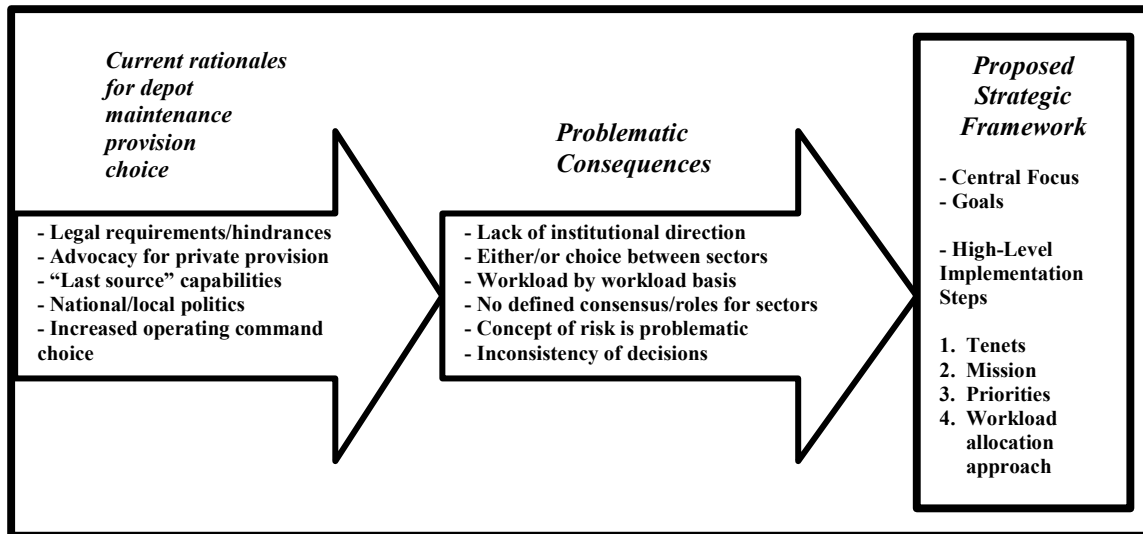 Current rationales
for depot
maintenance
provision
choice
- Legal requirements/hindrances
- Advocacy for private provision
- “Last source” capabilities
- National/local politics
- Increased operating command
choice
Problematic
Consequences
- Lack of institutional direction
- Either/or choice between sectors
- Workload by workload basis
- No defined consensus/roles for sectors
- Concept of risk is problematic
- Inconsistency of decisions
Proposed
Strategic
Framework
- Central Focus
- Goals
- High-Level
Implementation
Steps
1. Tenets
2. Mission
3. Priorities
4. Workload
allocation
approach